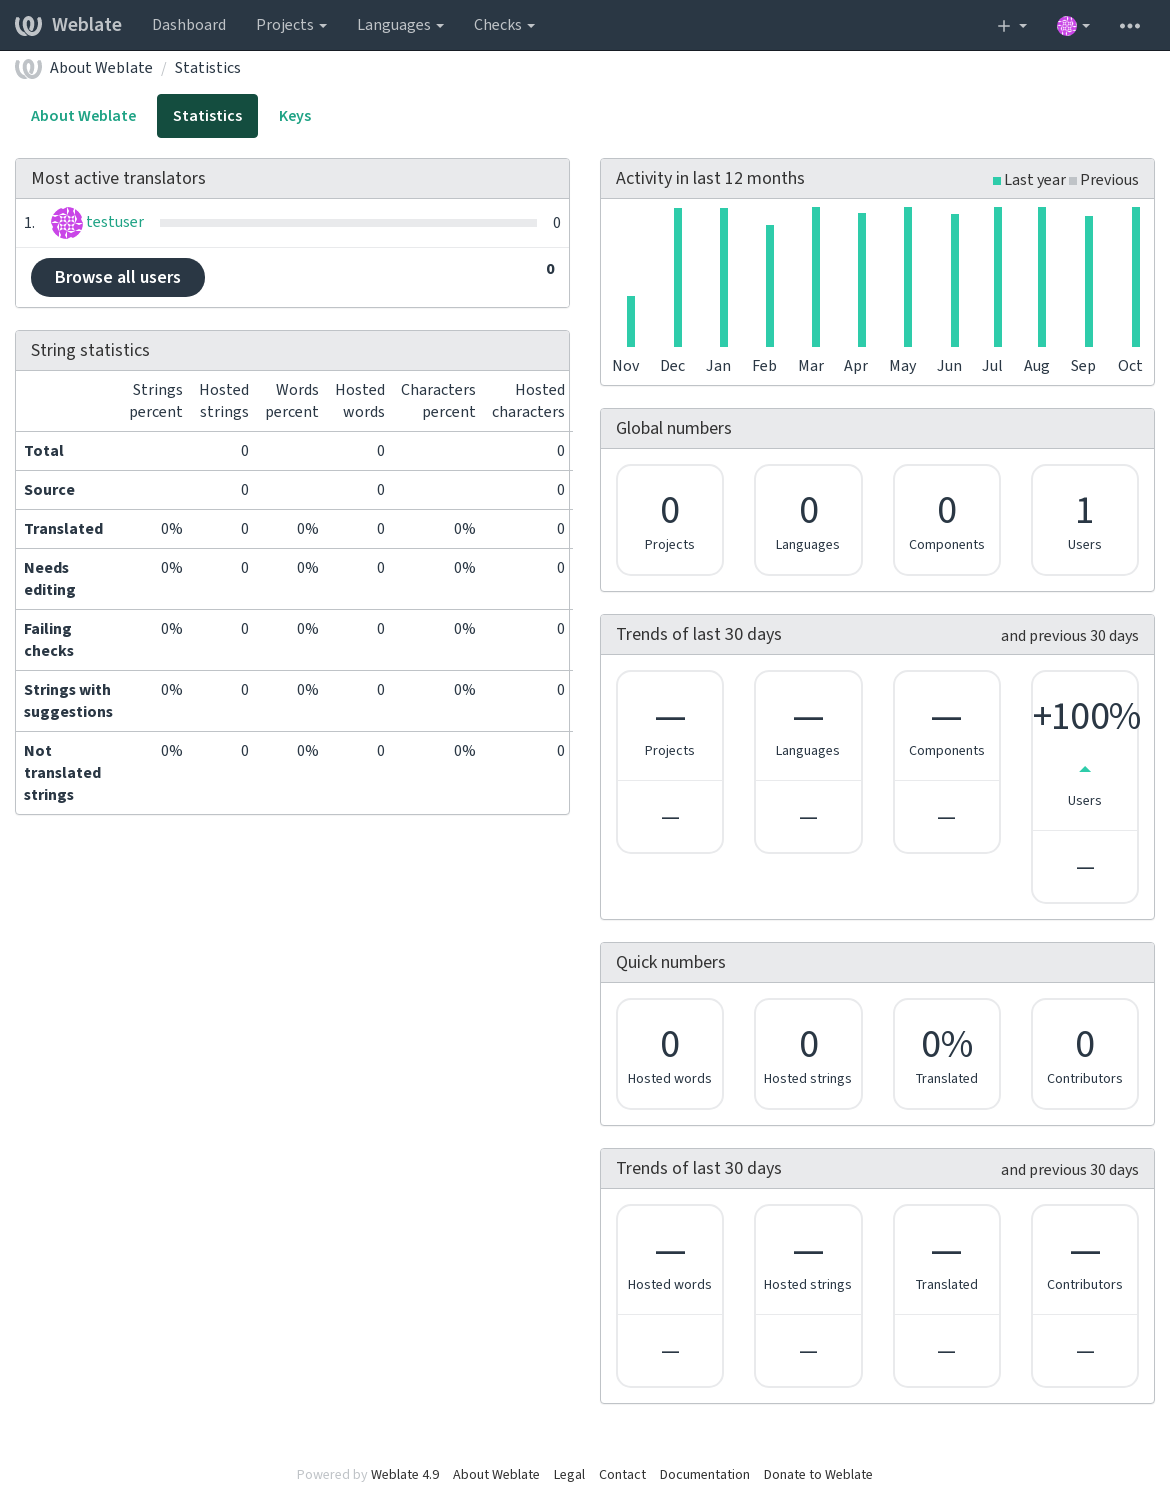 Weblate Dashboard Projects Languages Checks
About Weblate / Statistics
About Weblate Statistics Keys
Most active translators
1. testuser 0
Browse all users 0
String statistics
Strings percent Hosted strings Words percent Hosted words Characters percent Hosted characters
Total 0 0 0
Source 0 0 0
Translated 0% 0 0% 0 0% 0
Needs editing 0% 0 0% 0 0% 0
Failing checks 0% 0 0% 0 0% 0
Strings with suggestions 0% 0 0% 0 0% 0
Not translated strings 0% 0 0% 0 0% 0
Activity in last 12 months Last year Previous
Nov Dec Jan Feb Mar Apr May Jun Jul Aug Sep Oct
Global numbers
0 0 0 1
Projects Languages Components Users
Trends of last 30 days and previous 30 days
— — — +100%
Projects Languages Components Users
— — — —
Quick numbers
0 0 0% 0
Hosted words Hosted strings Translated Contributors
Trends of last 30 days and previous 30 days
— — — —
Hosted words Hosted strings Translated Contributors
— — — —
Powered by Weblate 4.9 About Weblate Legal Contact Documentation Donate to Weblate